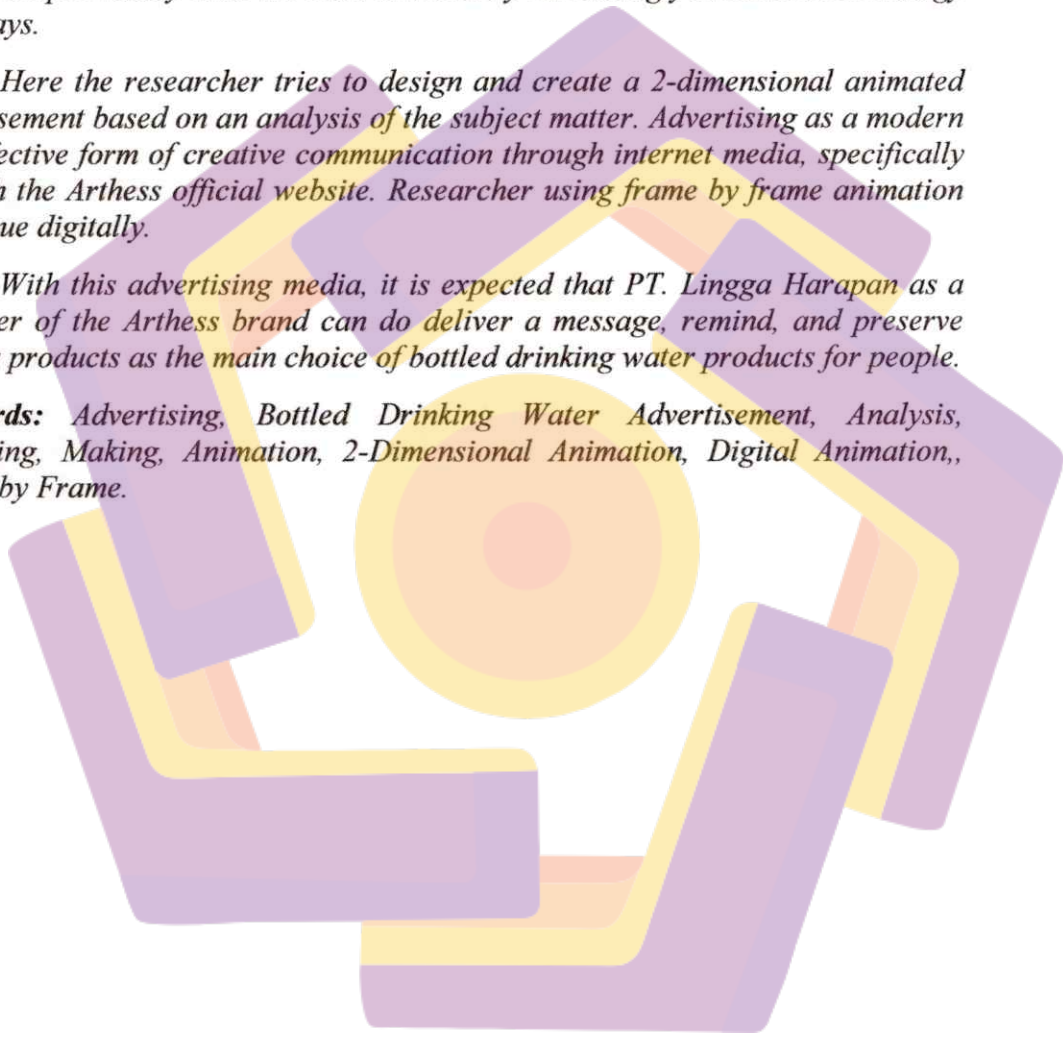 ays.
Here the researcher tries to design and create a 2-dimensional animated
sement based on an analysis of the subject matter. Advertising as a modern
ective form of creative communication through internet media, specifically
the Arthess official website. Researcher using frame by frame animation
ue digitally.
With this advertising media, it is expected that PT. Lingga Harapan as a
er of the Arthess brand can do deliver a message, remind, and preserve
products as the main choice of bottled drinking water products for people.
rds: Advertising, Bottled Drinking Water Advertisement, Analysis,
ing, Making, Animation, 2-Dimensional Animation, Digital Animation,,
by Frame.